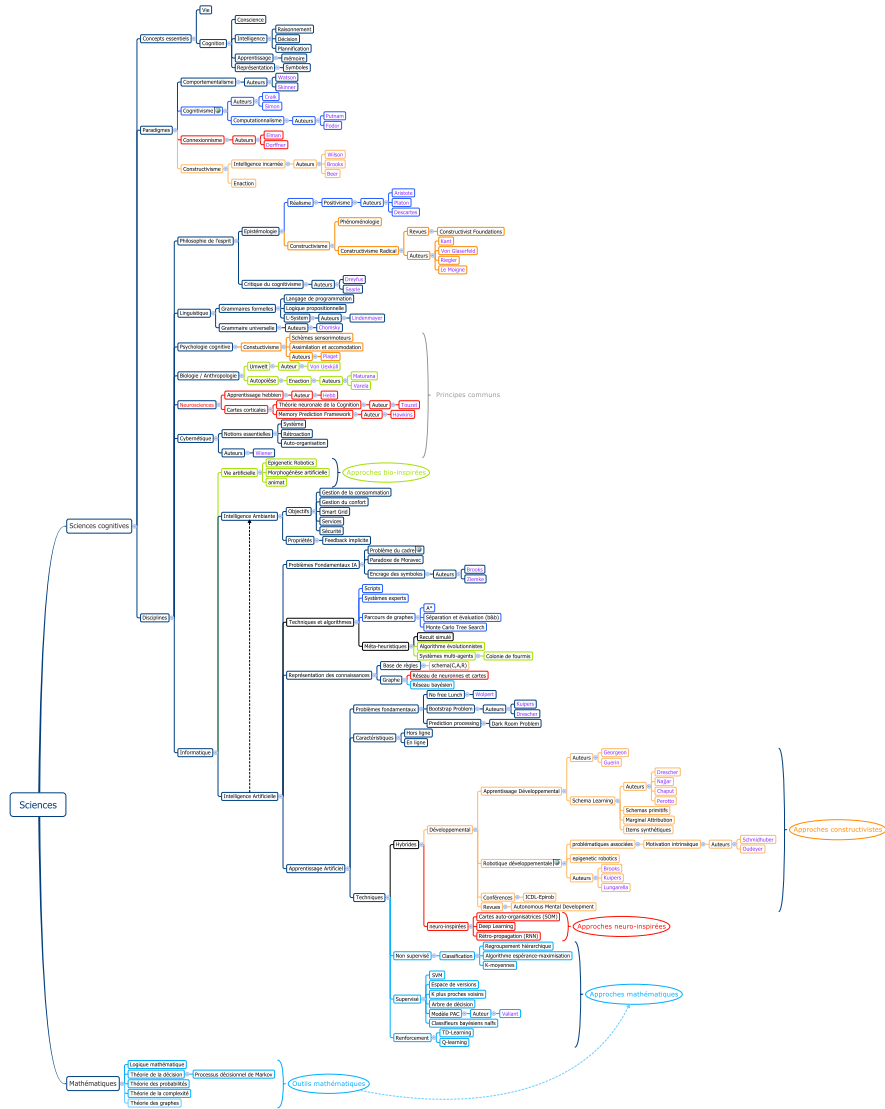 Vie
Concepts essentiels
Conscience
Cognition
Raisonnement
Intelligence
Décision
Plannification
Apprentissage
mémoire
Représentation
Symboles
Comportementalisme
Auteurs
Watson
Skinner
Cognitivisme
Auteurs
Craik
Simon
Computationnalisme
Auteurs
Putnam
Fodor
Paradigmes
Connexionnisme
Auteurs
Elman
Dorffner
Constructivisme
Intelligence incarnée
Auteurs
Wilson
Brooks
Beer
Enaction
Philosophie de l'esprit
Epistémologie
Réalisme
Positivisme
Auteurs
Aristote
Platon
Descartes
Constructivisme
Phénoménologie
Constructivisme Radical
Revues
Constructivist Foundations
Auteurs
Kant
Von Glaserfeld
Riegler
Le Moigne
Critique du cognitivisme
Auteurs
Dreyfus
Searle
Linguistique
Grammaires formelles
Langage de programmation
Logique propositionnelle
L-System
Auteurs
Lindenmayer
Grammaire universelle
Auteurs
Chomsky
Psychologie cognitive
Constuctivisme
Schèmes sensorimoteurs
Assimilation et accomodation
Auteurs
Piaget
Biologie / Anthropologie
Umwelt
Auteur
Von Uexküll
Autopoïèse
Enaction
Auteurs
Maturana
Varela
Principes communs
Neurosciences
Apprentissage hebbien
Auteur
Hebb
Cartes corticales
Théorie neuronale de la Cognition
Auteur
Touzet
Memory Prediction Framework
Auteur
Hawkins
Cybernétique
Notions essentielles
Système
Rétroaction
Auto-organisation
Auteurs
Wiener
Vie artificielle
Epigenetic Robotics
Morphogénèse artificielle
animat
Approches bio-inspirées
Sciences cognitives
Disciplines
Informatique
Intelligence Ambiante
Objectifs
Gestion de la consommation
Gestion du confort
Smart Grid
Services
Sécurité
Propriétés
Feedback implicite
Problèmes Fondamentaux IA
Problème du cadre
Paradoxe de Moravec
Encrage des symboles
Auteurs
Brooks
Ziemke
Techniques et algorithmes
Scripts
Systèmes experts
Parcours de graphes
A*
Séparation et évaluation (b&b)
Monte Carlo Tree Search
Méta-heuristiques
Recuit simulé
Algorithme évolutionnistes
Systèmes multi-agents
Colonie de fourmis
Représentation des connaissances
Base de règles
schema(C,A,R)
Graphe
Réseau de neuronnes et cartes
Réseau bayésien
Intelligence Artificielle
Problèmes fondamentaux
No free Lunch
Wolpert
Bootstrap Problem
Auteurs
Kuipers
Drescher
Prediction processing
Dark Room Problem
Caractéristiques
Hors ligne
En ligne
Apprentissage Artificiel
Techniques
Hybrides
Développemental
Apprentissage Développemental
Auteurs
Georgeon
Guerin
Schema Learning
Auteurs
Drescher
Najjar
Chaput
Perotto
Schemas primitifs
Marginal Attribution
Items synthétiques
Robotique développementale
problématiques associées
Motivation intrinsèque
Auteurs
Schmidhuber
Oudeyer
epigenetic robotics
Auteurs
Brooks
Kuipers
Lungarella
Conférences
ICDL-Epirob
Revues
Autonomous Mental Development
Approches constructivistes
neuro-inspirées
Cartes auto-organisatrices (SOM)
Deep Learning
Rétro-propagation (RNN)
Approches neuro-inspirées
Non supervisé
Classification
Regroupement hiérarchique
Algorithme espérance-maximisation
K-moyennes
Supervisé
SVM
Espace de versions
K plus proches voisins
Arbre de décision
Modèle PAC
Auteur
Valiant
Classifieurs bayésiens naïfs
Renforcement
TD-Learning
Q-learning
Approches mathématiques
Sciences
Mathématiques
Logique mathématique
Théorie de la décision
Processus décisionnel de Markov
Théorie des probabilités
Théorie de la complexité
Théorie des graphes
Outils mathématiques